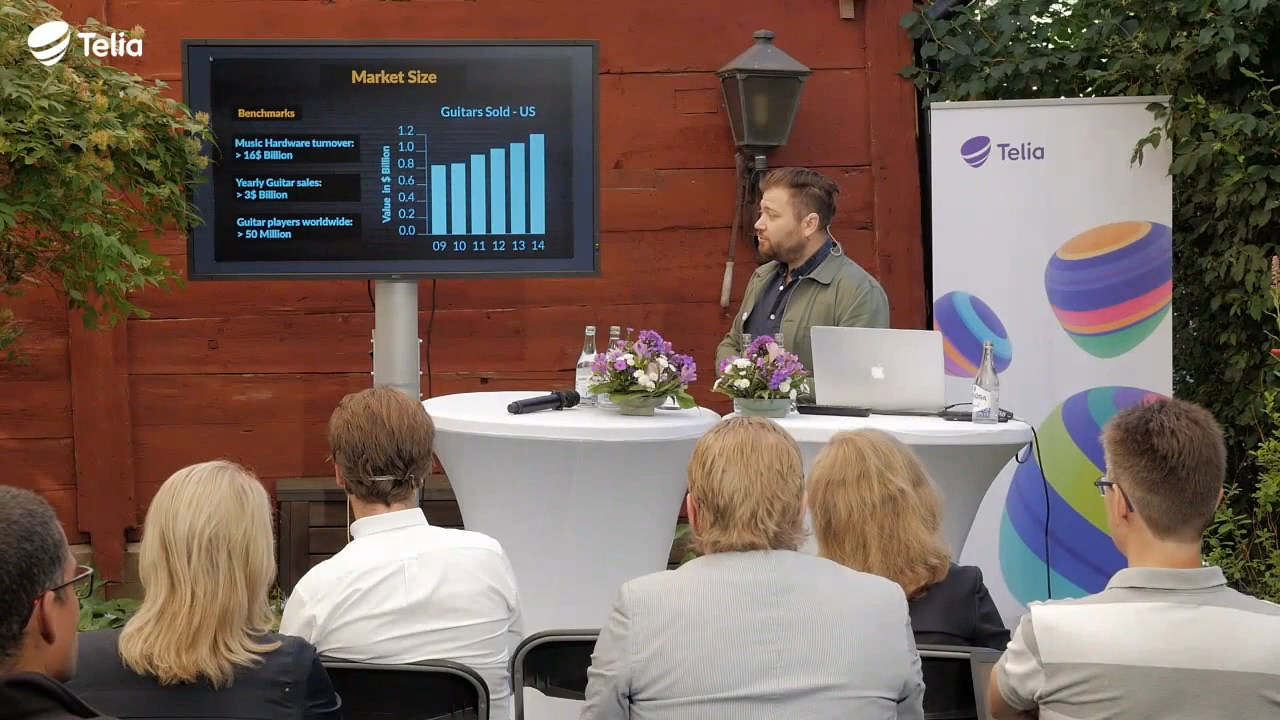 Telia
Market Size
Benchmarks
Music Hardware turnover:
> 16$ Billion
Yearly Guitar sales:
> 3$ Billion
Guitar players worldwide:
> 50 Million
Guitars Sold - US
Value in $ Billion
1.2
1.0
1.0
0.8
0.6
0.4
0.2
0.0
09 10 11 12 13 14
Telia